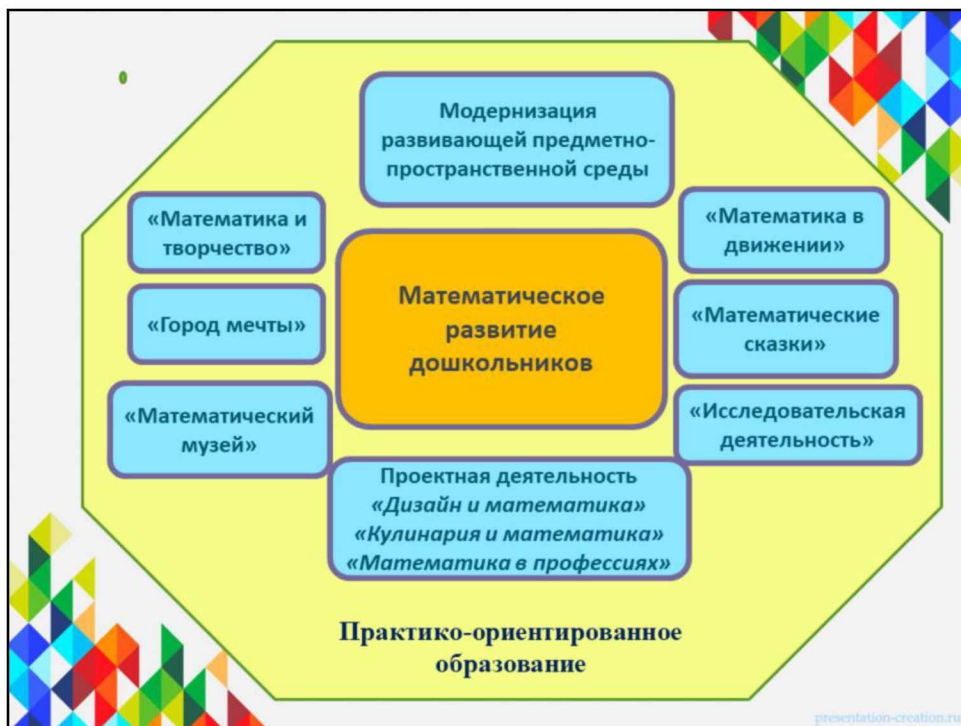 Модернизация
развивающей предметно-
пространственной среды
«Математика и
творчество»
«Математика в
движении»
Математическое
развитие
дошкольников
«Город мечты»
«Математические
сказки»
«Математический
музей»
«Исследовательская
деятельность»
Проектная деятельность
«Дизайн и математика»
«Кулинария и математика»
«Математика в профессиях»
Практико-ориентированное
образование
presentation-creation.ru